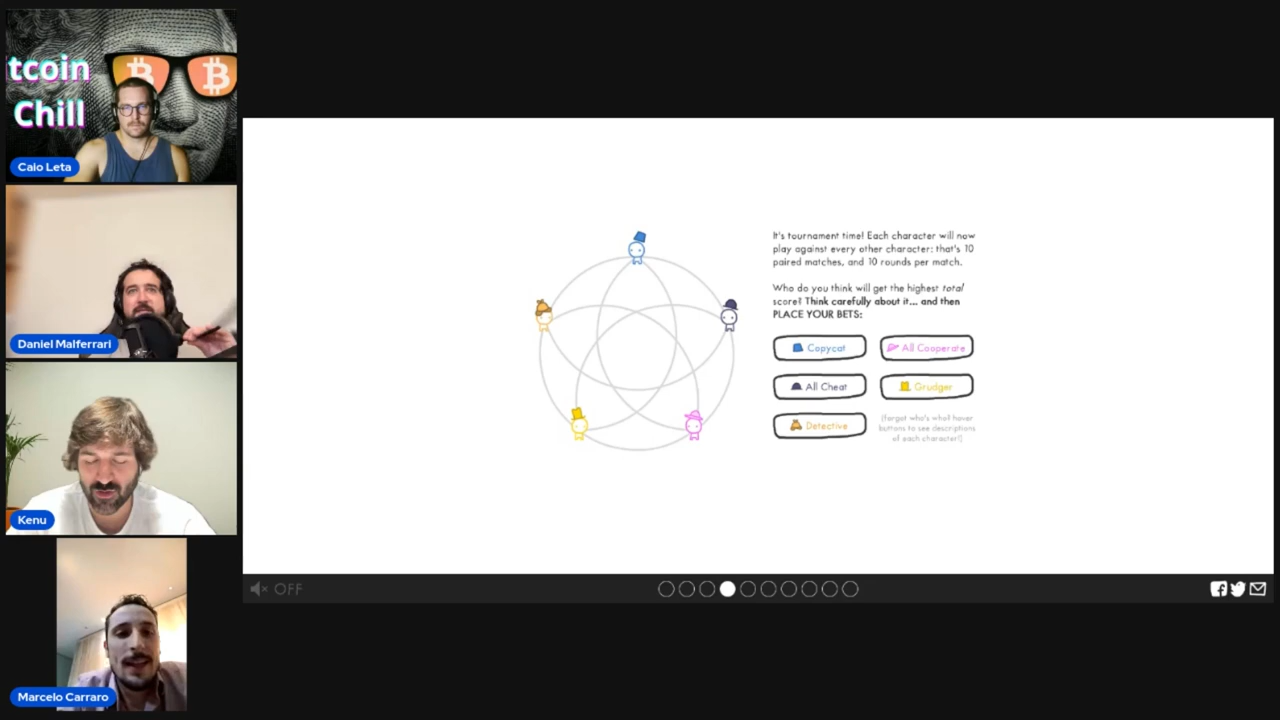 tcoin
Chill
Caio Leta
Daniel Malferrari
Kenu
Marcelo Carraro
It's tournament time! Each character will now
play against every other character: that's 10
paired matches, and 10 rounds per match.
Who do you think will get the highest total
score? Think carefully about it... and then
PLACE YOUR BETS:
Copycat
All Cooperate
All Cheat
Grudger
Detective
(forgot who's who? hover
buttons to see descriptions
of each character!)
OFF